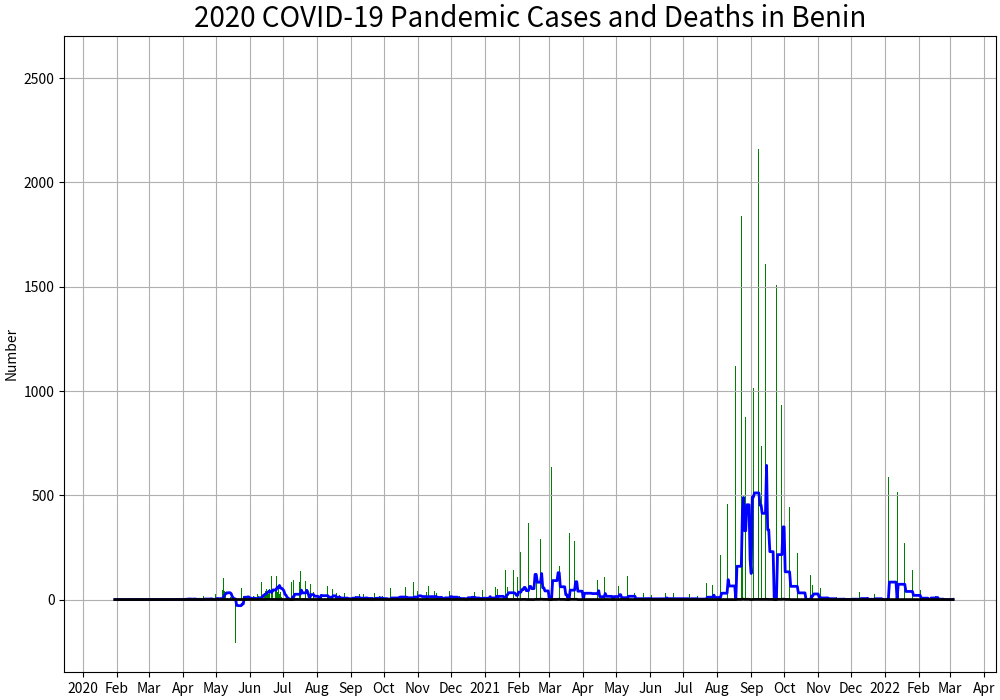 2020 COVID-19 Pandemic Cases and Deaths in Benin
Number
2500
2000
1500
1000
500
0
2020 Feb Mar Apr May Jun Jul Aug Sep Oct Nov Dec 2021 Feb Mar Apr May Jun Jul Aug Sep Oct Nov Dec 2022 Feb Mar Apr